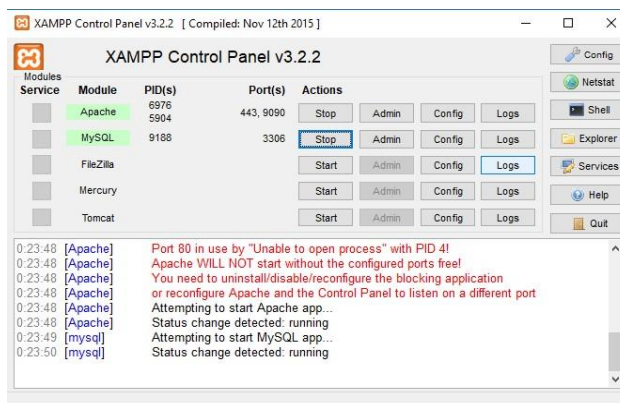 XAMPP Control Panel v3.2.2 [ Compiled: Nov 12th 2015 ]
XAMPP Control Panel v3.2.2
Config
Modules
Service Module PID(s) Port(s) Actions
Netstat
Apache 6976 5904 443, 9090 Stop Admin Config Logs
Shell
MySQL 9188 3306 Stop Admin Config Logs
Explorer
FileZilla Start Admin Config Logs
Services
Mercury Start Admin Config Logs
Help
Tomcat Start Admin Config Logs
Quit
0:23:48 [Apache] Port 80 in use by "Unable to open process" with PID 4!
0:23:48 [Apache] Apache WILL NOT start without the configured ports free!
0:23:48 [Apache] You need to uninstall/disable/reconfigure the blocking application
0:23:48 [Apache] or reconfigure Apache and the Control Panel to listen on a different port
0:23:48 [Apache] Attempting to start Apache app...
0:23:48 [Apache] Status change detected: running
0:23:49 [mysql] Attempting to start MySQL app...
0:23:50 [mysql] Status change detected: running